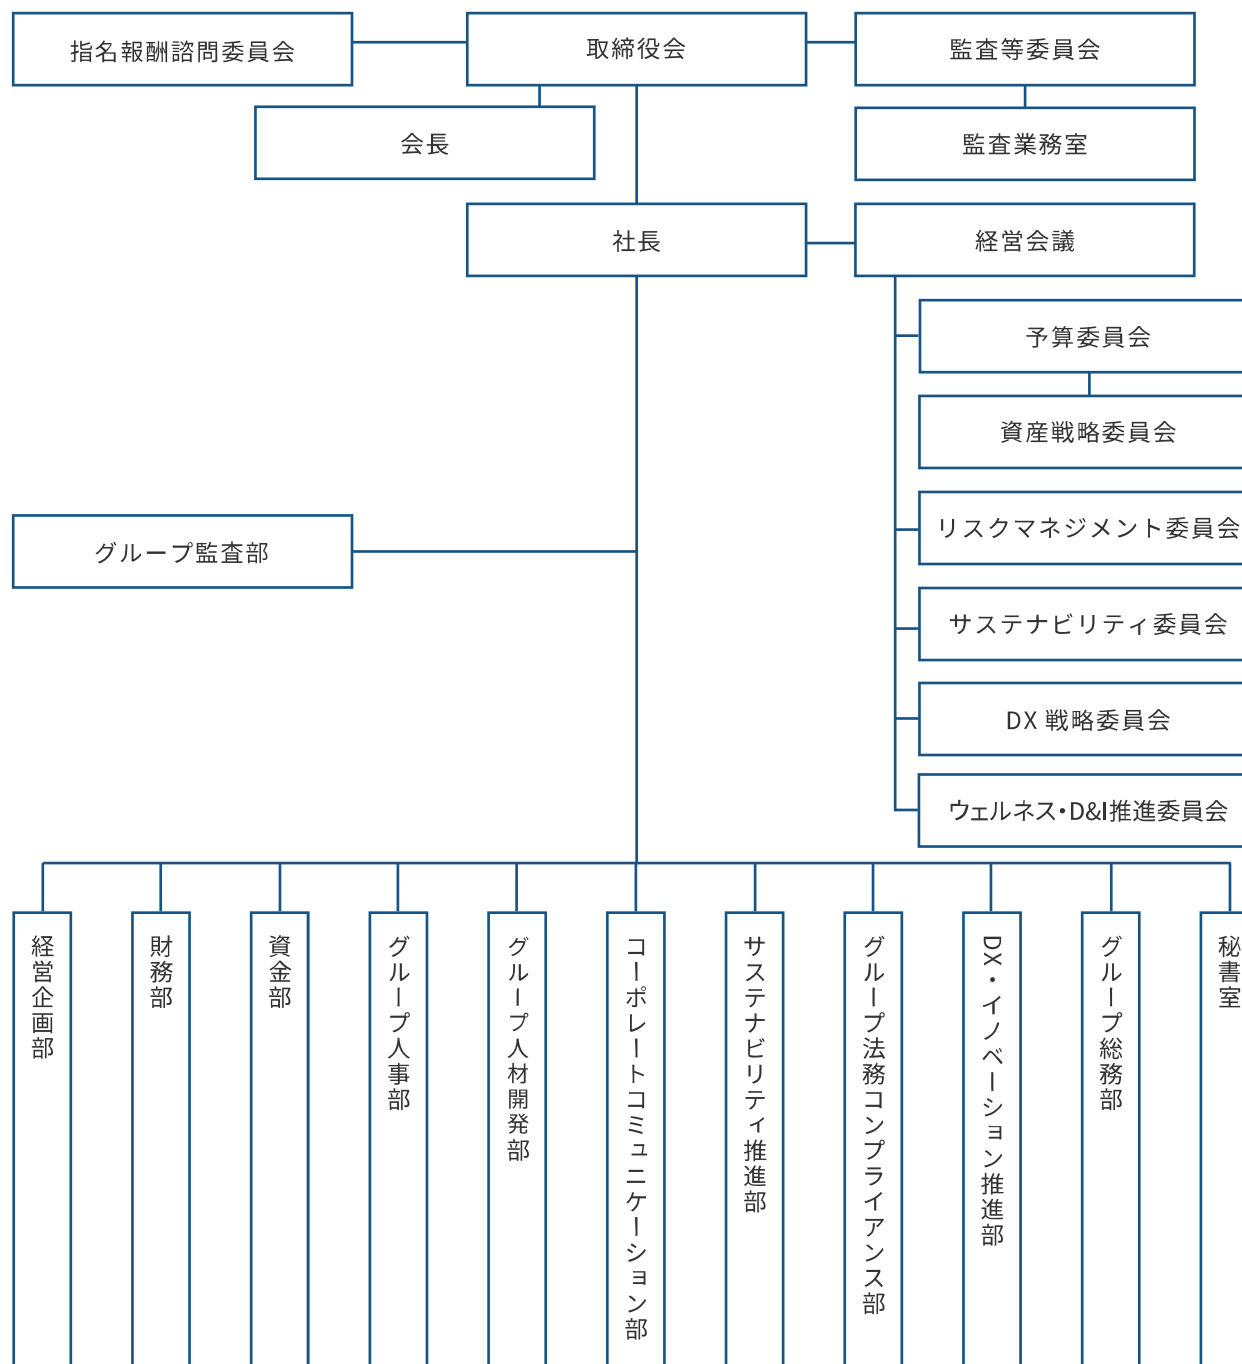 指名報酬諮問委員会
取締役会
監査等委員会
会長
監査業務室
社長
経営会議
予算委員会
資産戦略委員会
リスクマネジメント委員会
グループ監査部
サステナビリティ委員会
DX 戦略委員会
ウェルネス・D&I推進委員会
経営企画部
財務部
資金部
グループ人事部
グループ人材開発部
コーポレートコミュニケーション部
サステナビリティ推進部
グループ法務コンプライアンス部
DX・イノベーション推進部
グループ総務部
秘書室